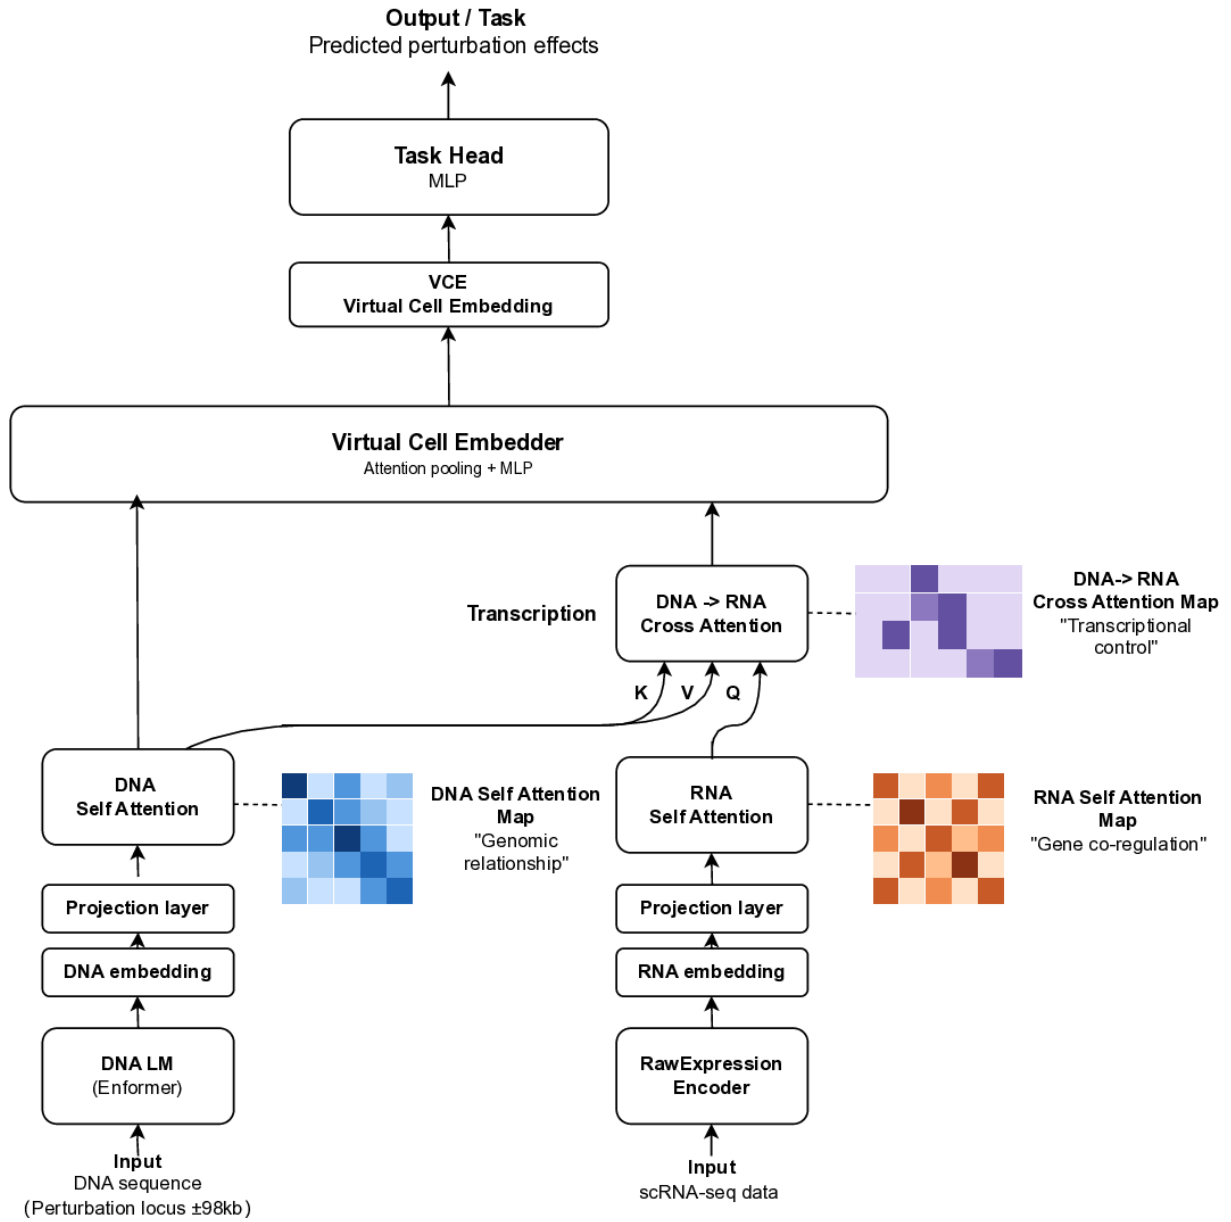 Output / Task
Predicted perturbation effects
Task Head
MLP
VCE
Virtual Cell Embedding
Virtual Cell Embedder
Attention pooling + MLP
Transcription
DNA -> RNA
Cross Attention
DNA-> RNA
Cross Attention Map
"Transcriptional
control"
K V Q
DNA
Self Attention
DNA Self Attention
Map
"Genomic
relationship"
RNA
Self Attention
RNA Self Attention
Map
"Gene co-regulation"
Projection layer
Projection layer
DNA embedding
RNA embedding
DNA LM
(Enformer)
RawExpression
Encoder
Input
DNA sequence
(Perturbation locus ±98kb)
Input
scRNA-seq data